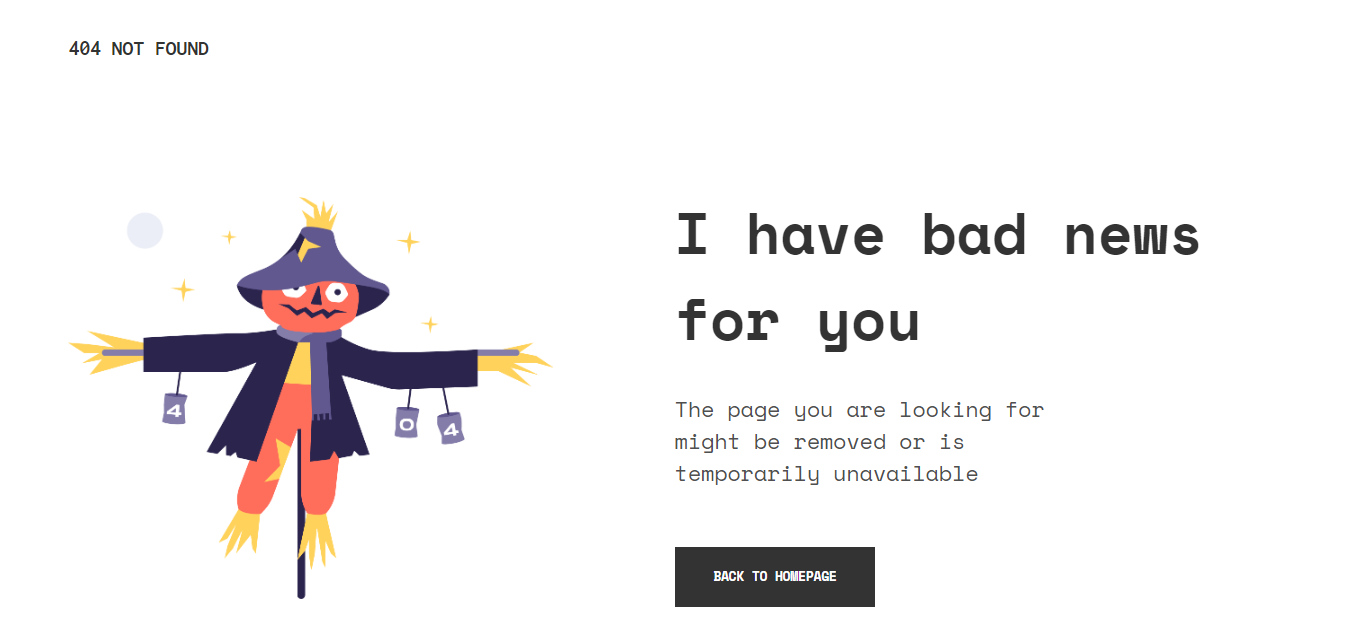 404 NOT FOUND
4
0
4
I have bad news
for you
The page you are looking for
might be removed or is
temporarily unavailable
BACK TO HOMEPAGE